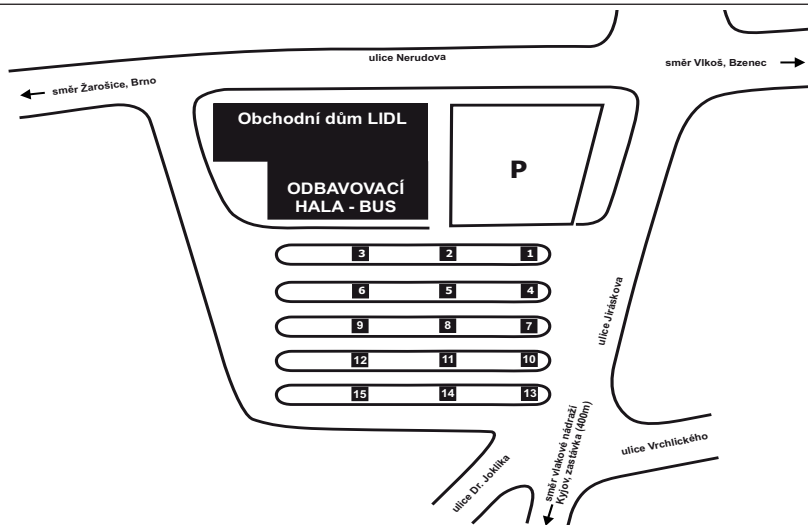 ulice Nerudova
směr Vlkoš, Bzenec
směr Žarošice, Brno
Obchodní dům LIDL
P
ODBAVOVACÍ
HALA - BUS
3 2 1
6 5 4
9 8 7
12 11 10
15 14 13
ulice Jiráskova
směr vlakové nádraží
Kyjov, zastávka (400m)
ulice Vrchlického
ulice Dr. Joklíka